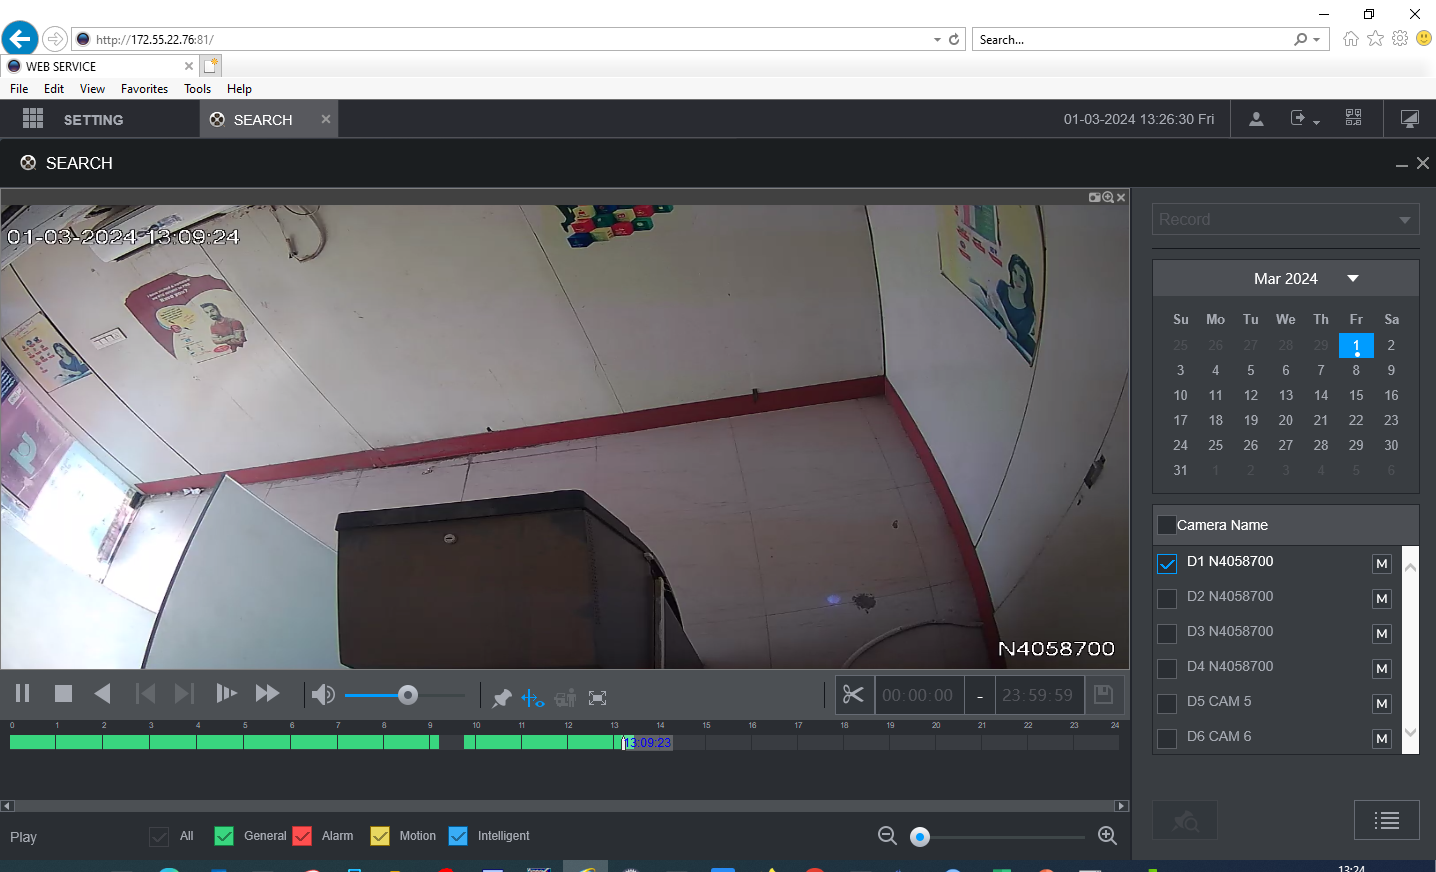 http://172.55.22.76:81/
Search...
WEB SERVICE
File Edit View Favorites Tools Help
SETTING
SEARCH
01-03-2024 13:26:30 Fri
SEARCH
01-03-2024 13:09:24
N4058700
Record
Mar 2024
Su Mo Tu We Th Fr Sa
25 26 27 28 29 1 2
3 4 5 6 7 8 9
10 11 12 13 14 15 16
17 18 19 20 21 22 23
24 25 26 27 28 29 30
31 1 2 3 4 5 6
Camera Name
D1 N4058700 M
D2 N4058700 M
D3 N4058700 M
D4 N4058700 M
D5 CAM 5 M
D6 CAM 6 M
00:00:00 - 23:59:59
0 1 2 3 4 5 6 7 8 9 10 11 12 13 14 15 16 17 18 19 20 21 22 23 24
13:09:23
Play
All General Alarm Motion Intelligent
13:24